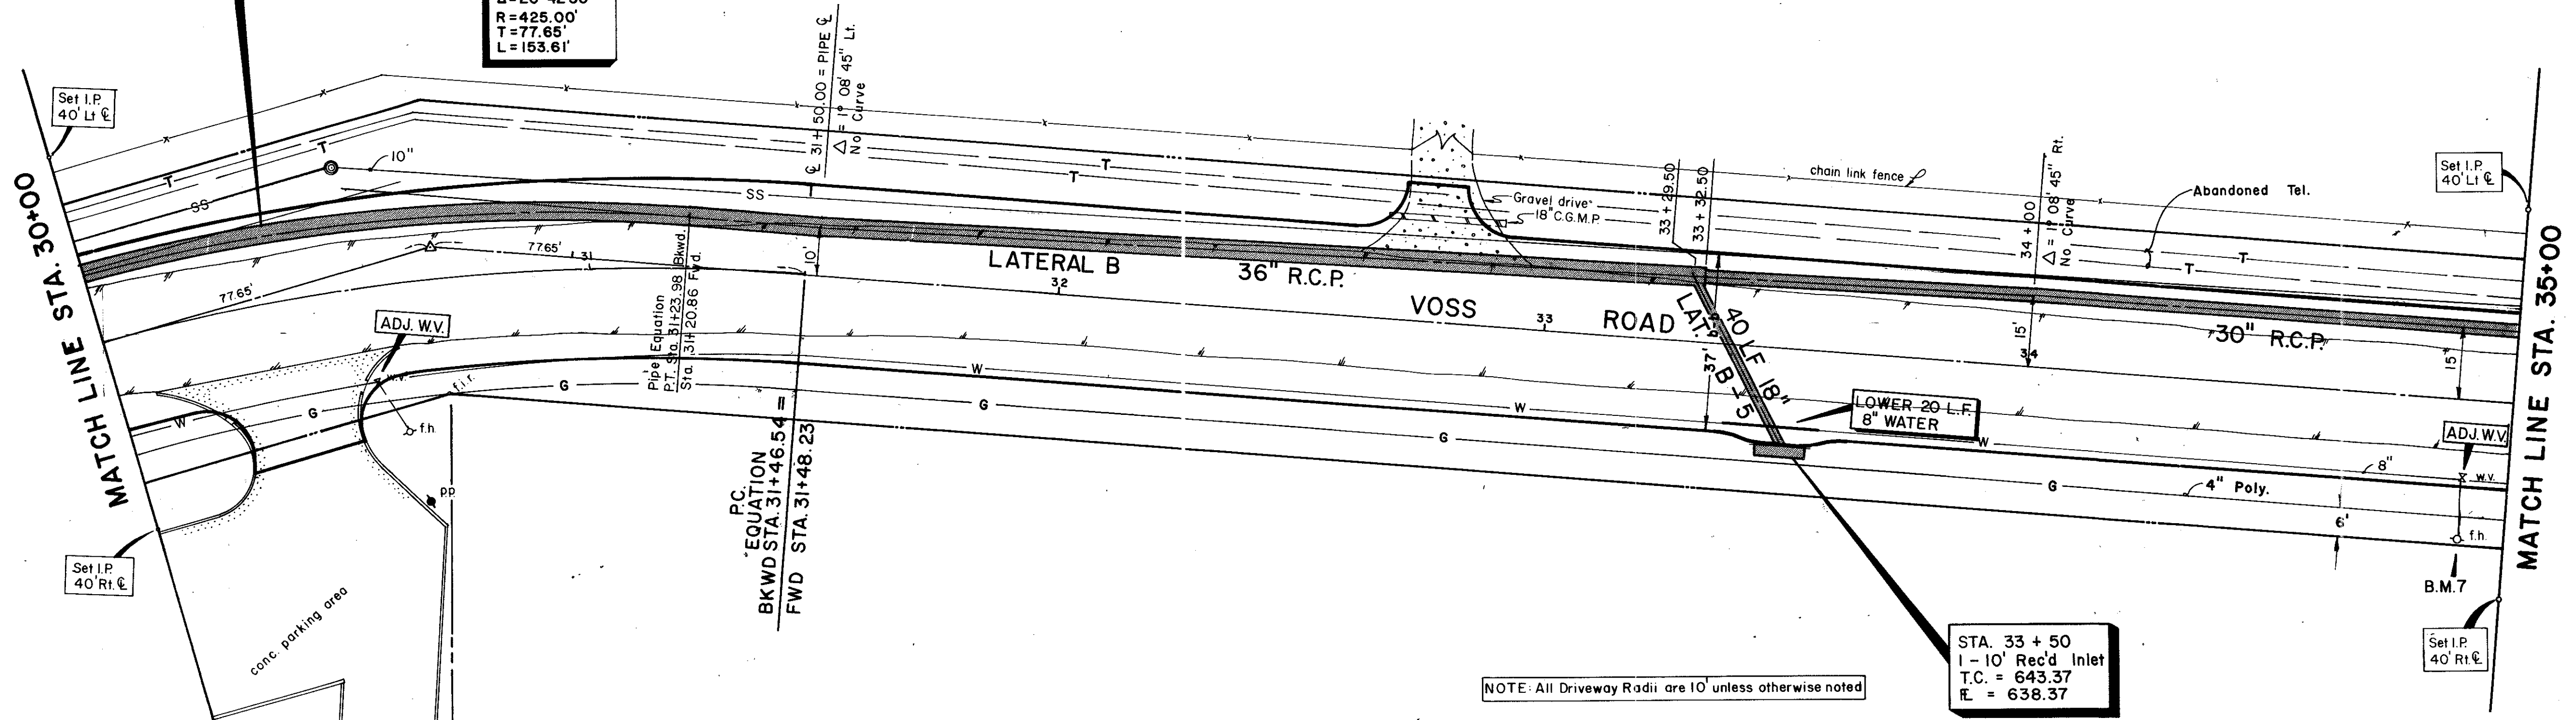 R=425.00'
T=77.65'
L=153.61'
Set I.P.
40' Lt ℄
MATCH LINE STA. 30+00
℄ 31+50.00 = PIPE ℄
△ = 1° 08' 45" Lt.
No Curve
T
T
T
T
10"
SS
SS
77.65'
77.65'
31
10'
LATERAL B
36" R.C.P.
32
VOSS ROAD
33
Gravel drive
18" C.G.M.P.
33+29.50
33+32.50
chain link fence
34+00
△ = 1° 08' 45" Rt.
No Curve
Abandoned Tel.
T
T
Set I.P.
40' Lt ℄
MATCH LINE STA. 35+00
30" R.C.P.
15'
15'
34
LAT. B-5
40 LF 18"
37'
ADJ. W.V.
W.V.
f.i.r.
f.h.
p.p.
Pipe Equation
P.T. Sta. 31+23.98 Bkwd.
Sta. 31+20.86 Fwd.
P.C.
EQUATION
BKWD STA. 31+46.54 =
FWD STA. 31+48.23
W
G
G
W
G
W
G
W
G
LOWER 20 L.F.
8" WATER
ADJ. W.V.
W.V.
8"
4" Poly.
6'
f.h.
B.M.7
Set I.P.
40' Rt. ℄
Set I.P.
40' Rt. ℄
conc. parking area
STA. 33 + 50
1 - 10' Rec'd Inlet
T.C. = 643.37
F͟L = 638.37
NOTE: All Driveway Radii are 10' unless otherwise noted